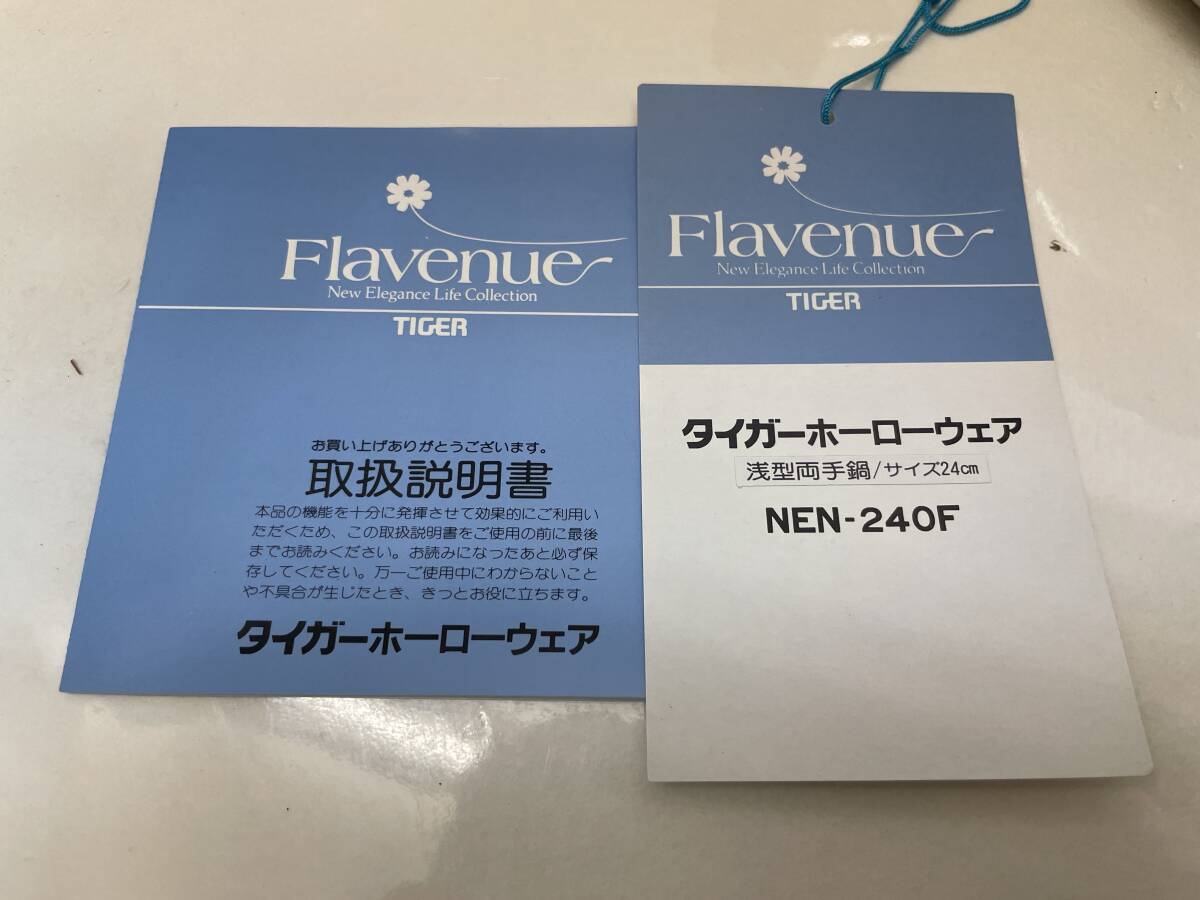 Flavenue
New Elegance Life Collection
TIGER
お買い上げありがとうございます。
取扱説明書
本品の機能を十分に発揮させて効果的にご利用い
ただくため、この取扱説明書をご使用の前に最後
までお読みください。お読みになったあと必ず保
存してください。万一ご使用中にわからないこと
や不具合が生じたとき、きっとお役に立ちます。
タイガーホーローウェア
Flavenue
New Elegance Life Collection
TIGER
タイガーホーローウェア
浅型両手鍋/サイズ24cm
NEN-240F